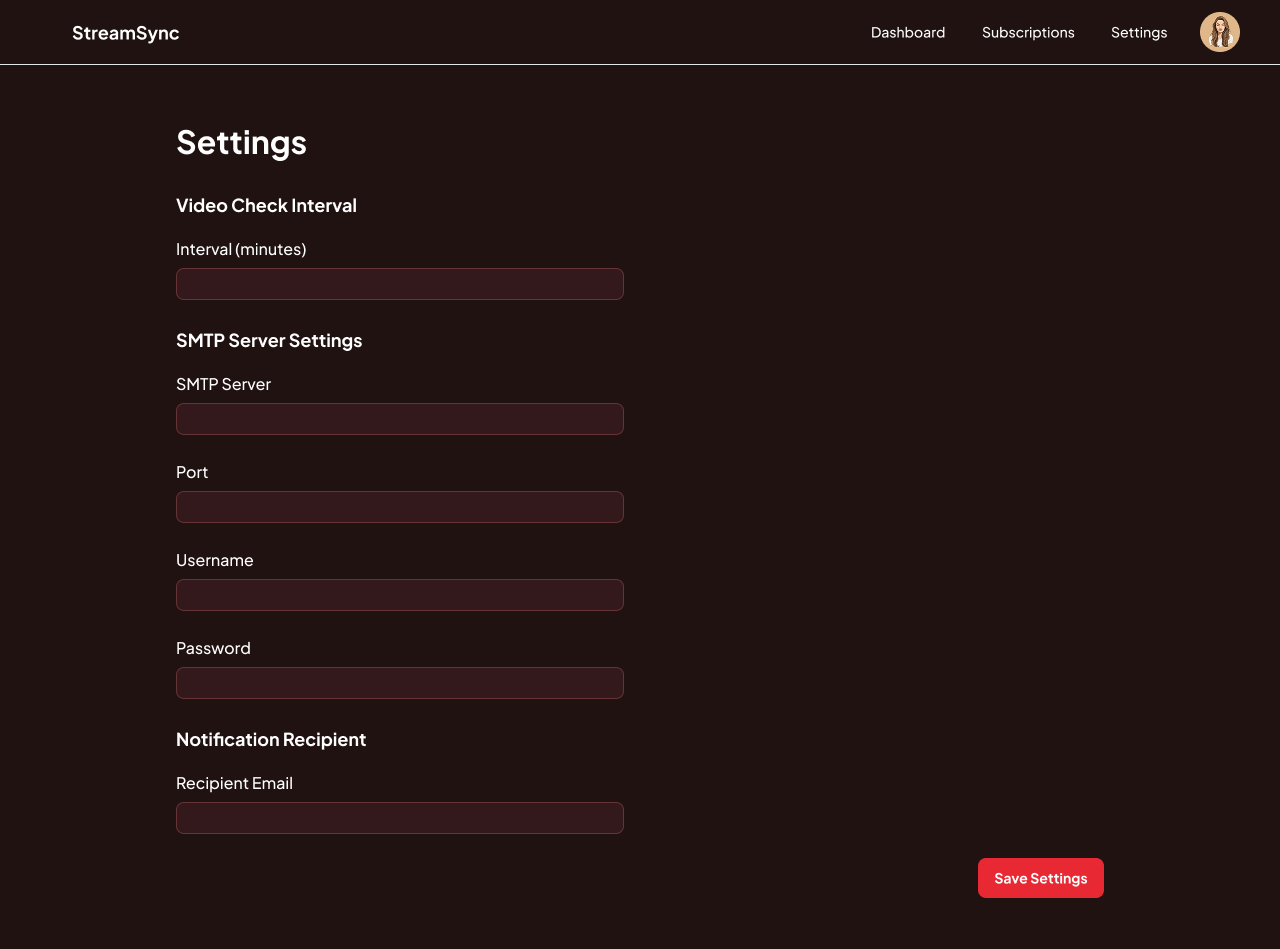 StreamSync
Dashboard
Subscriptions
Settings
Settings
Video Check Interval
Interval (minutes)
SMTP Server Settings
SMTP Server
Port
Username
Password
Notification Recipient
Recipient Email
Save Settings